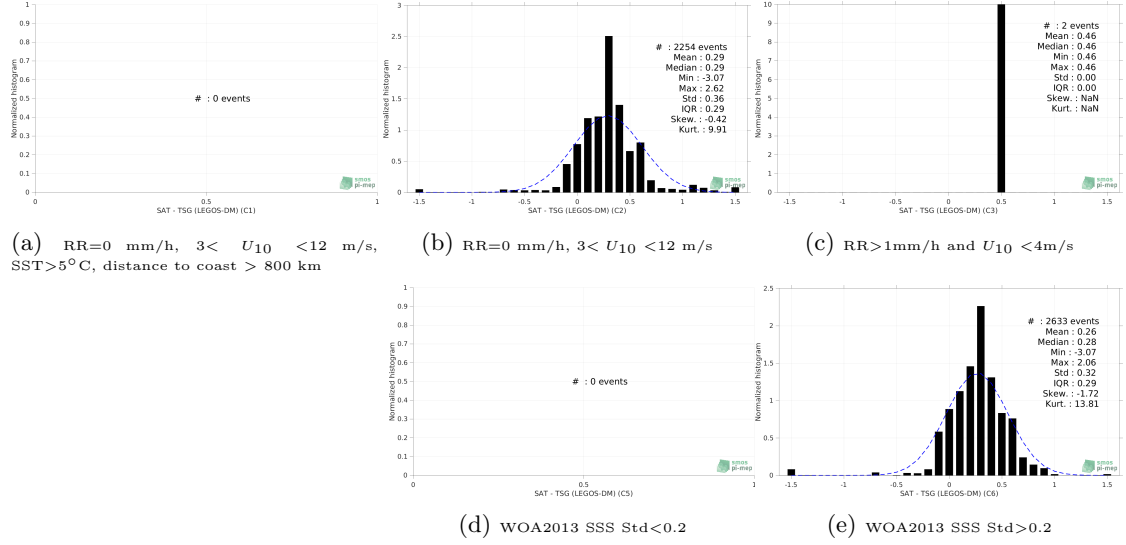 1
0.9
0.8
0.7
0.6
0.5
0.4
0.3
0.2
0.1
0
Normalized histogram
# : 0 events
0 0.5 1
SAT - TSG (LEGOS-DM) (C1)
smos
pi-mep
(a) RR=0 mm/h, 3< U10 <12 m/s,
SST>5°C, distance to coast > 800 km
3
2.5
2
1.5
1
0.5
0
Normalized histogram
# : 2254 events
Mean : 0.29
Median : 0.29
Min : -3.07
Max : 2.62
Std : 0.36
IQR : 0.29
Skew. : -0.42
Kurt. : 9.91
-1.5 -1 -0.5 0 0.5 1 1.5
SAT - TSG (LEGOS-DM) (C2)
smos
pi-mep
(b) RR=0 mm/h, 3< U10 <12 m/s
10
9
8
7
6
5
4
3
2
1
0
Normalized histogram
# : 2 events
Mean : 0.46
Median : 0.46
Min : 0.46
Max : 0.46
Std : 0.00
IQR : 0.00
Skew. : NaN
Kurt. : NaN
-1.5 -1 -0.5 0 0.5 1 1.5
SAT - TSG (LEGOS-DM) (C3)
smos
pi-mep
(c) RR>1mm/h and U10 <4m/s
1
0.9
0.8
0.7
0.6
0.5
0.4
0.3
0.2
0.1
0
Normalized histogram
# : 0 events
0 0.5 1
SAT - TSG (LEGOS-DM) (C5)
smos
pi-mep
(d) WOA2013 SSS Std<0.2
2.5
2
1.5
1
0.5
0
Normalized histogram
# : 2633 events
Mean : 0.26
Median : 0.28
Min : -3.07
Max : 2.06
Std : 0.32
IQR : 0.29
Skew. : -1.72
Kurt. : 13.81
-1.5 -1 -0.5 0 0.5 1 1.5
SAT - TSG (LEGOS-DM) (C6)
smos
pi-mep
(e) WOA2013 SSS Std>0.2